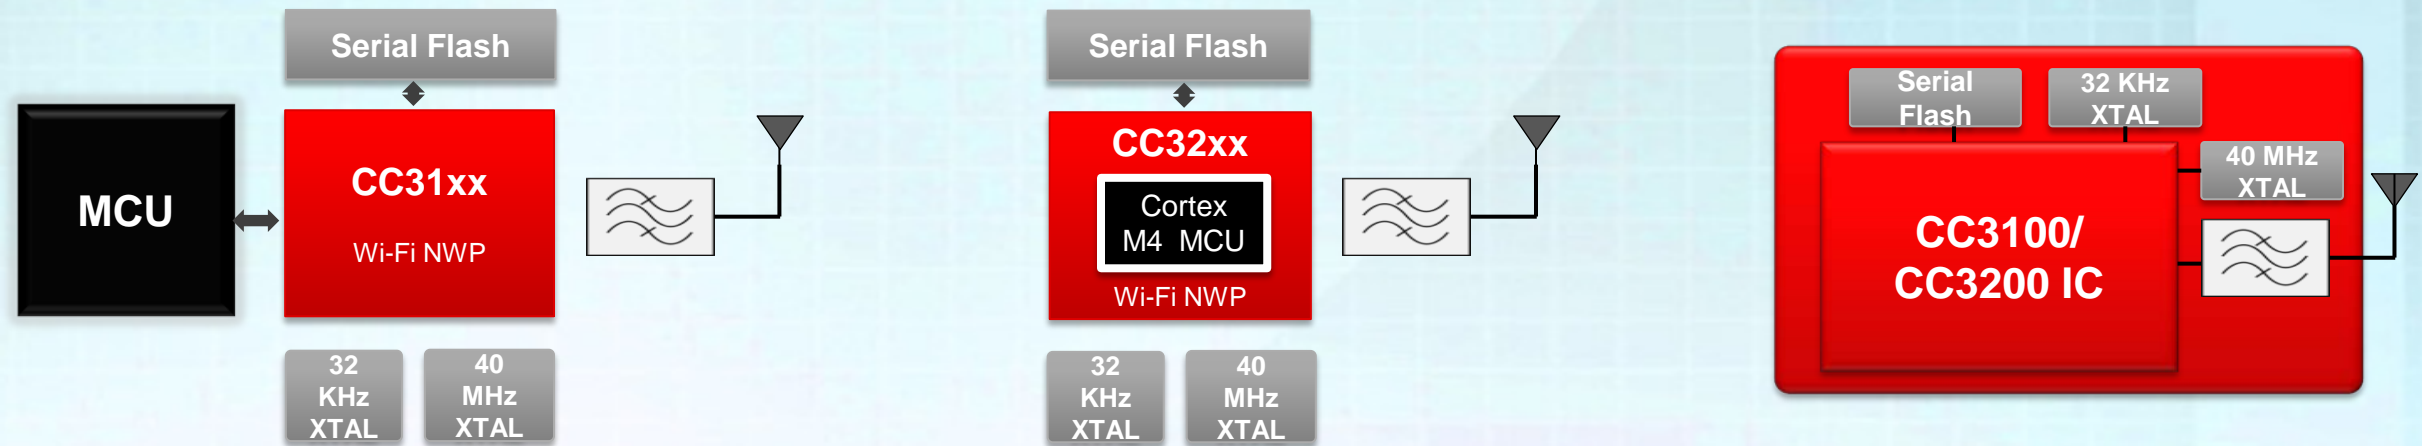 Serial Flash
MCU
CC31xx
Wi-Fi NWP
32
KHz
XTAL
40
MHz
XTAL
Serial Flash
CC32xx
Cortex
M4 MCU
Wi-Fi NWP
32
KHz
XTAL
40
MHz
XTAL
Serial
Flash
32 KHz
XTAL
40 MHz
XTAL
CC3100/
CC3200 IC